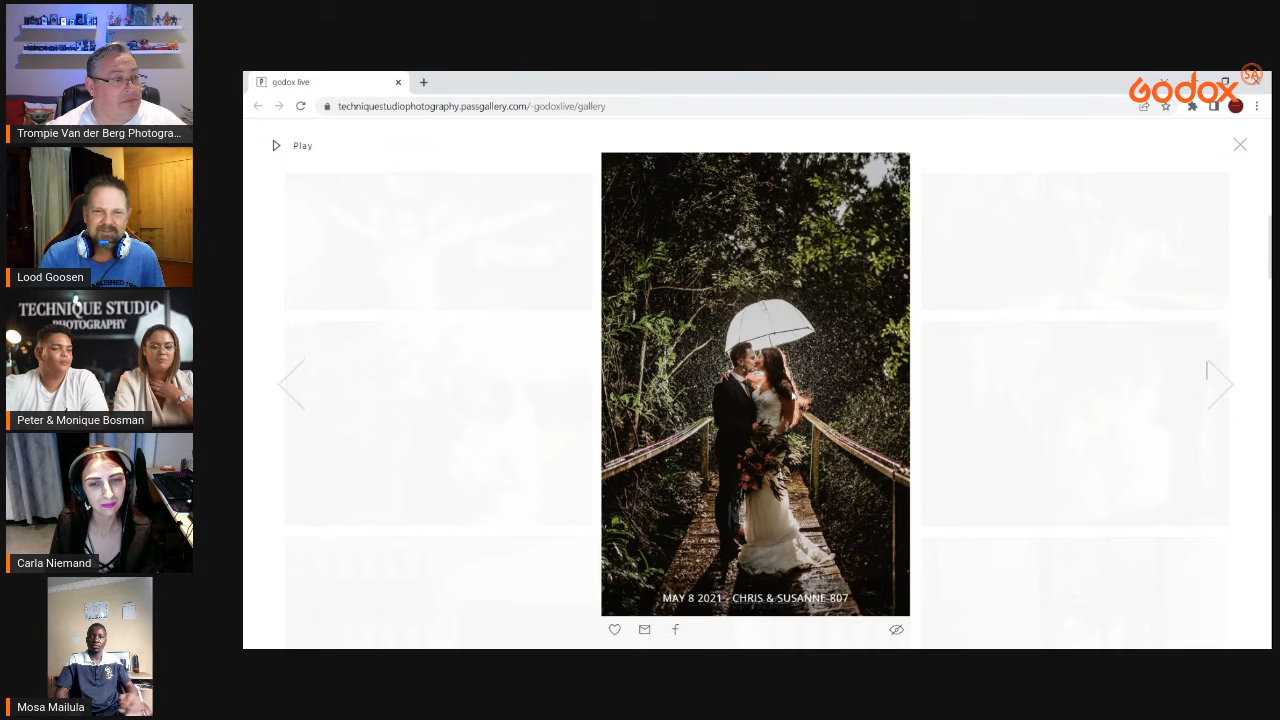 Trompie Van der Berg Photogra...
Lood Goosen
TECHNIQUE STUDIO
PHOTOGRAPHY
Peter & Monique Bosman
Carla Niemand
Mosa Mailula
godox live
techniquestudiophotography.passgallery.com/-godoxlive/gallery
Godox SA
Play
MAY 8 2021 - CHRIS & SUSANNE-807